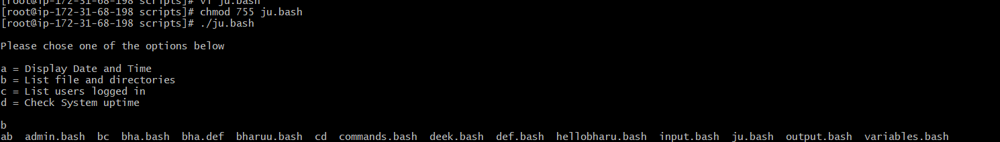 [root@ip-172-31-68-198 scripts]# vi ju.bash
[root@ip-172-31-68-198 scripts]# chmod 755 ju.bash
[root@ip-172-31-68-198 scripts]# ./ju.bash
Please chose one of the options below
a = Display Date and Time
b = List file and directories
c = List users logged in
d = Check System uptime
b
ab  admin.bash  bc  bha.bash  bha.def  bharuu.bash  cd  commands.bash  deek.bash  def.bash  hellobharu.bash  input.bash  ju.bash  output.bash  variables.bash